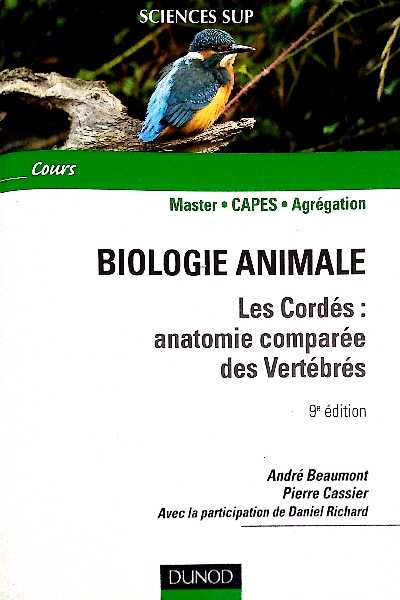 SCIENCES SUP
Cours
Master • CAPES • Agrégation
BIOLOGIE ANIMALE
Les Cordés :
anatomie comparée
des Vertébrés
9e édition
André Beaumont
Pierre Cassier
Avec la participation de Daniel Richard
DUNOD